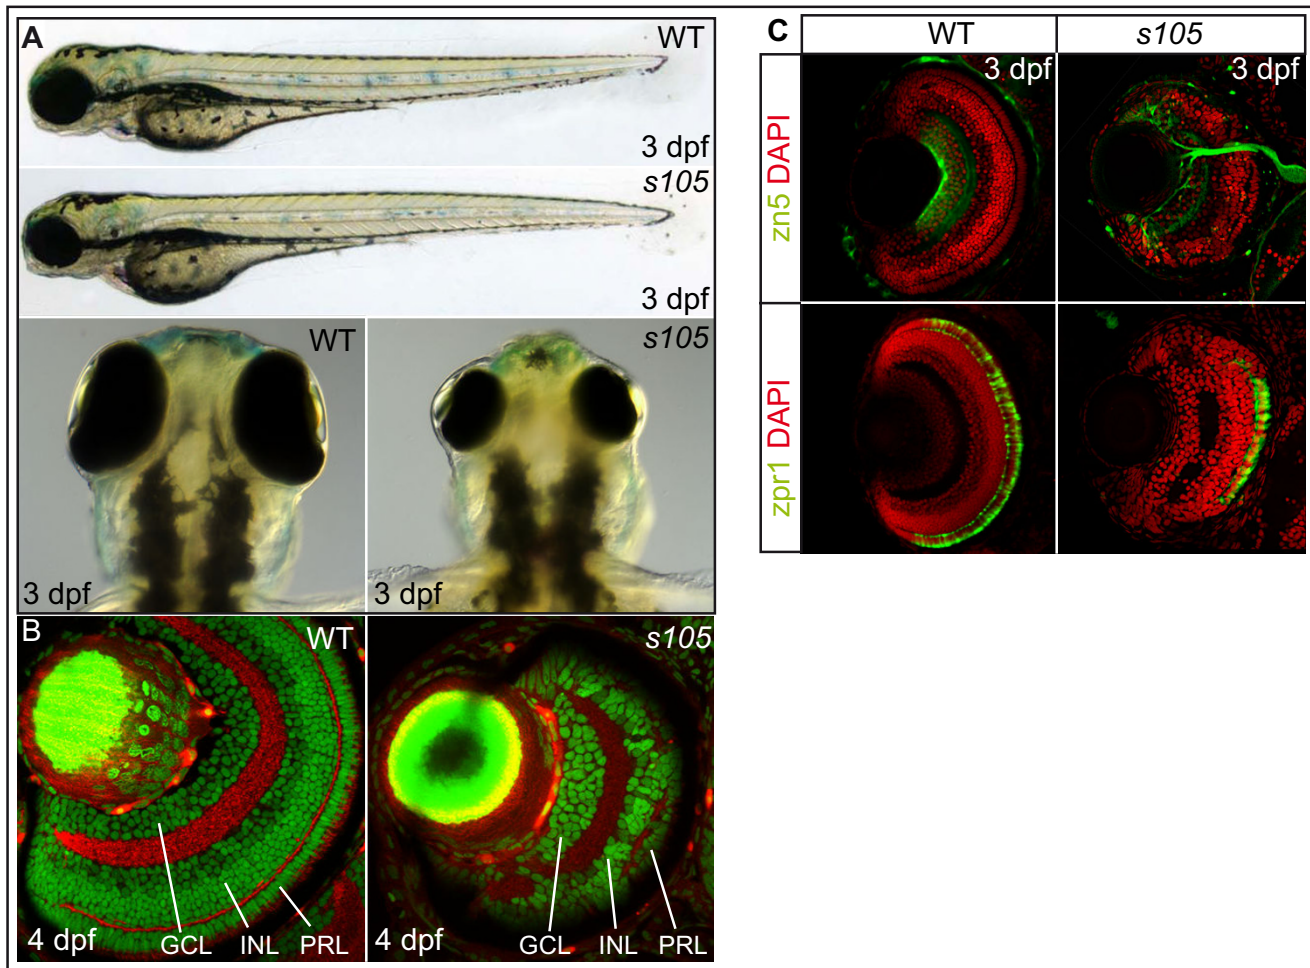 A
WT
3 dpf
s105
3 dpf
WT
s105
3 dpf
3 dpf
B
WT
s105
4 dpf
GCL
INL
PRL
4 dpf
GCL
INL
PRL
C
WT
s105
zn5 DAPI
3 dpf
3 dpf
zpr1 DAPI